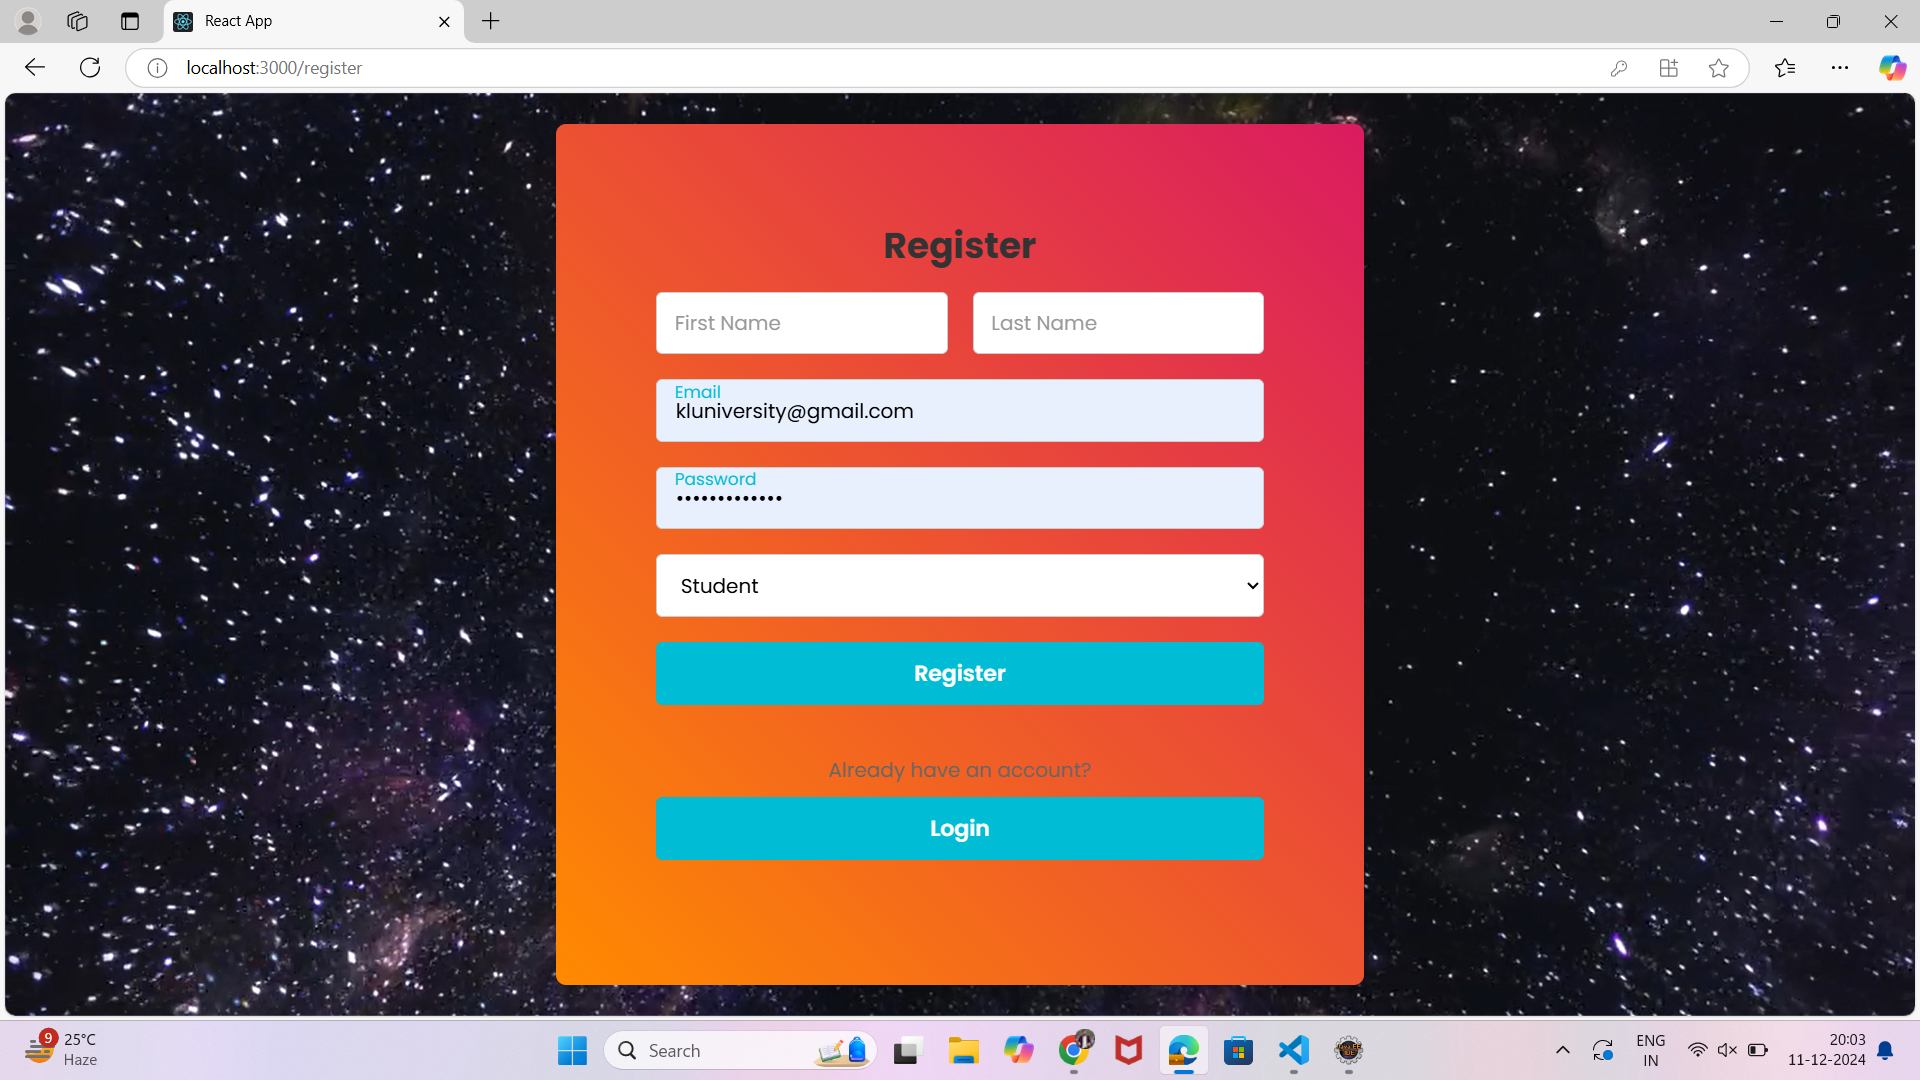 React App
localhost:3000/register
Register
First Name
Last Name
Email
kluniversity@gmail.com
Password
•••••••••••••
Student
Register
Already have an account?
Login
9
25°C
Haze
Search
ENG
IN
20:03
11-12-2024